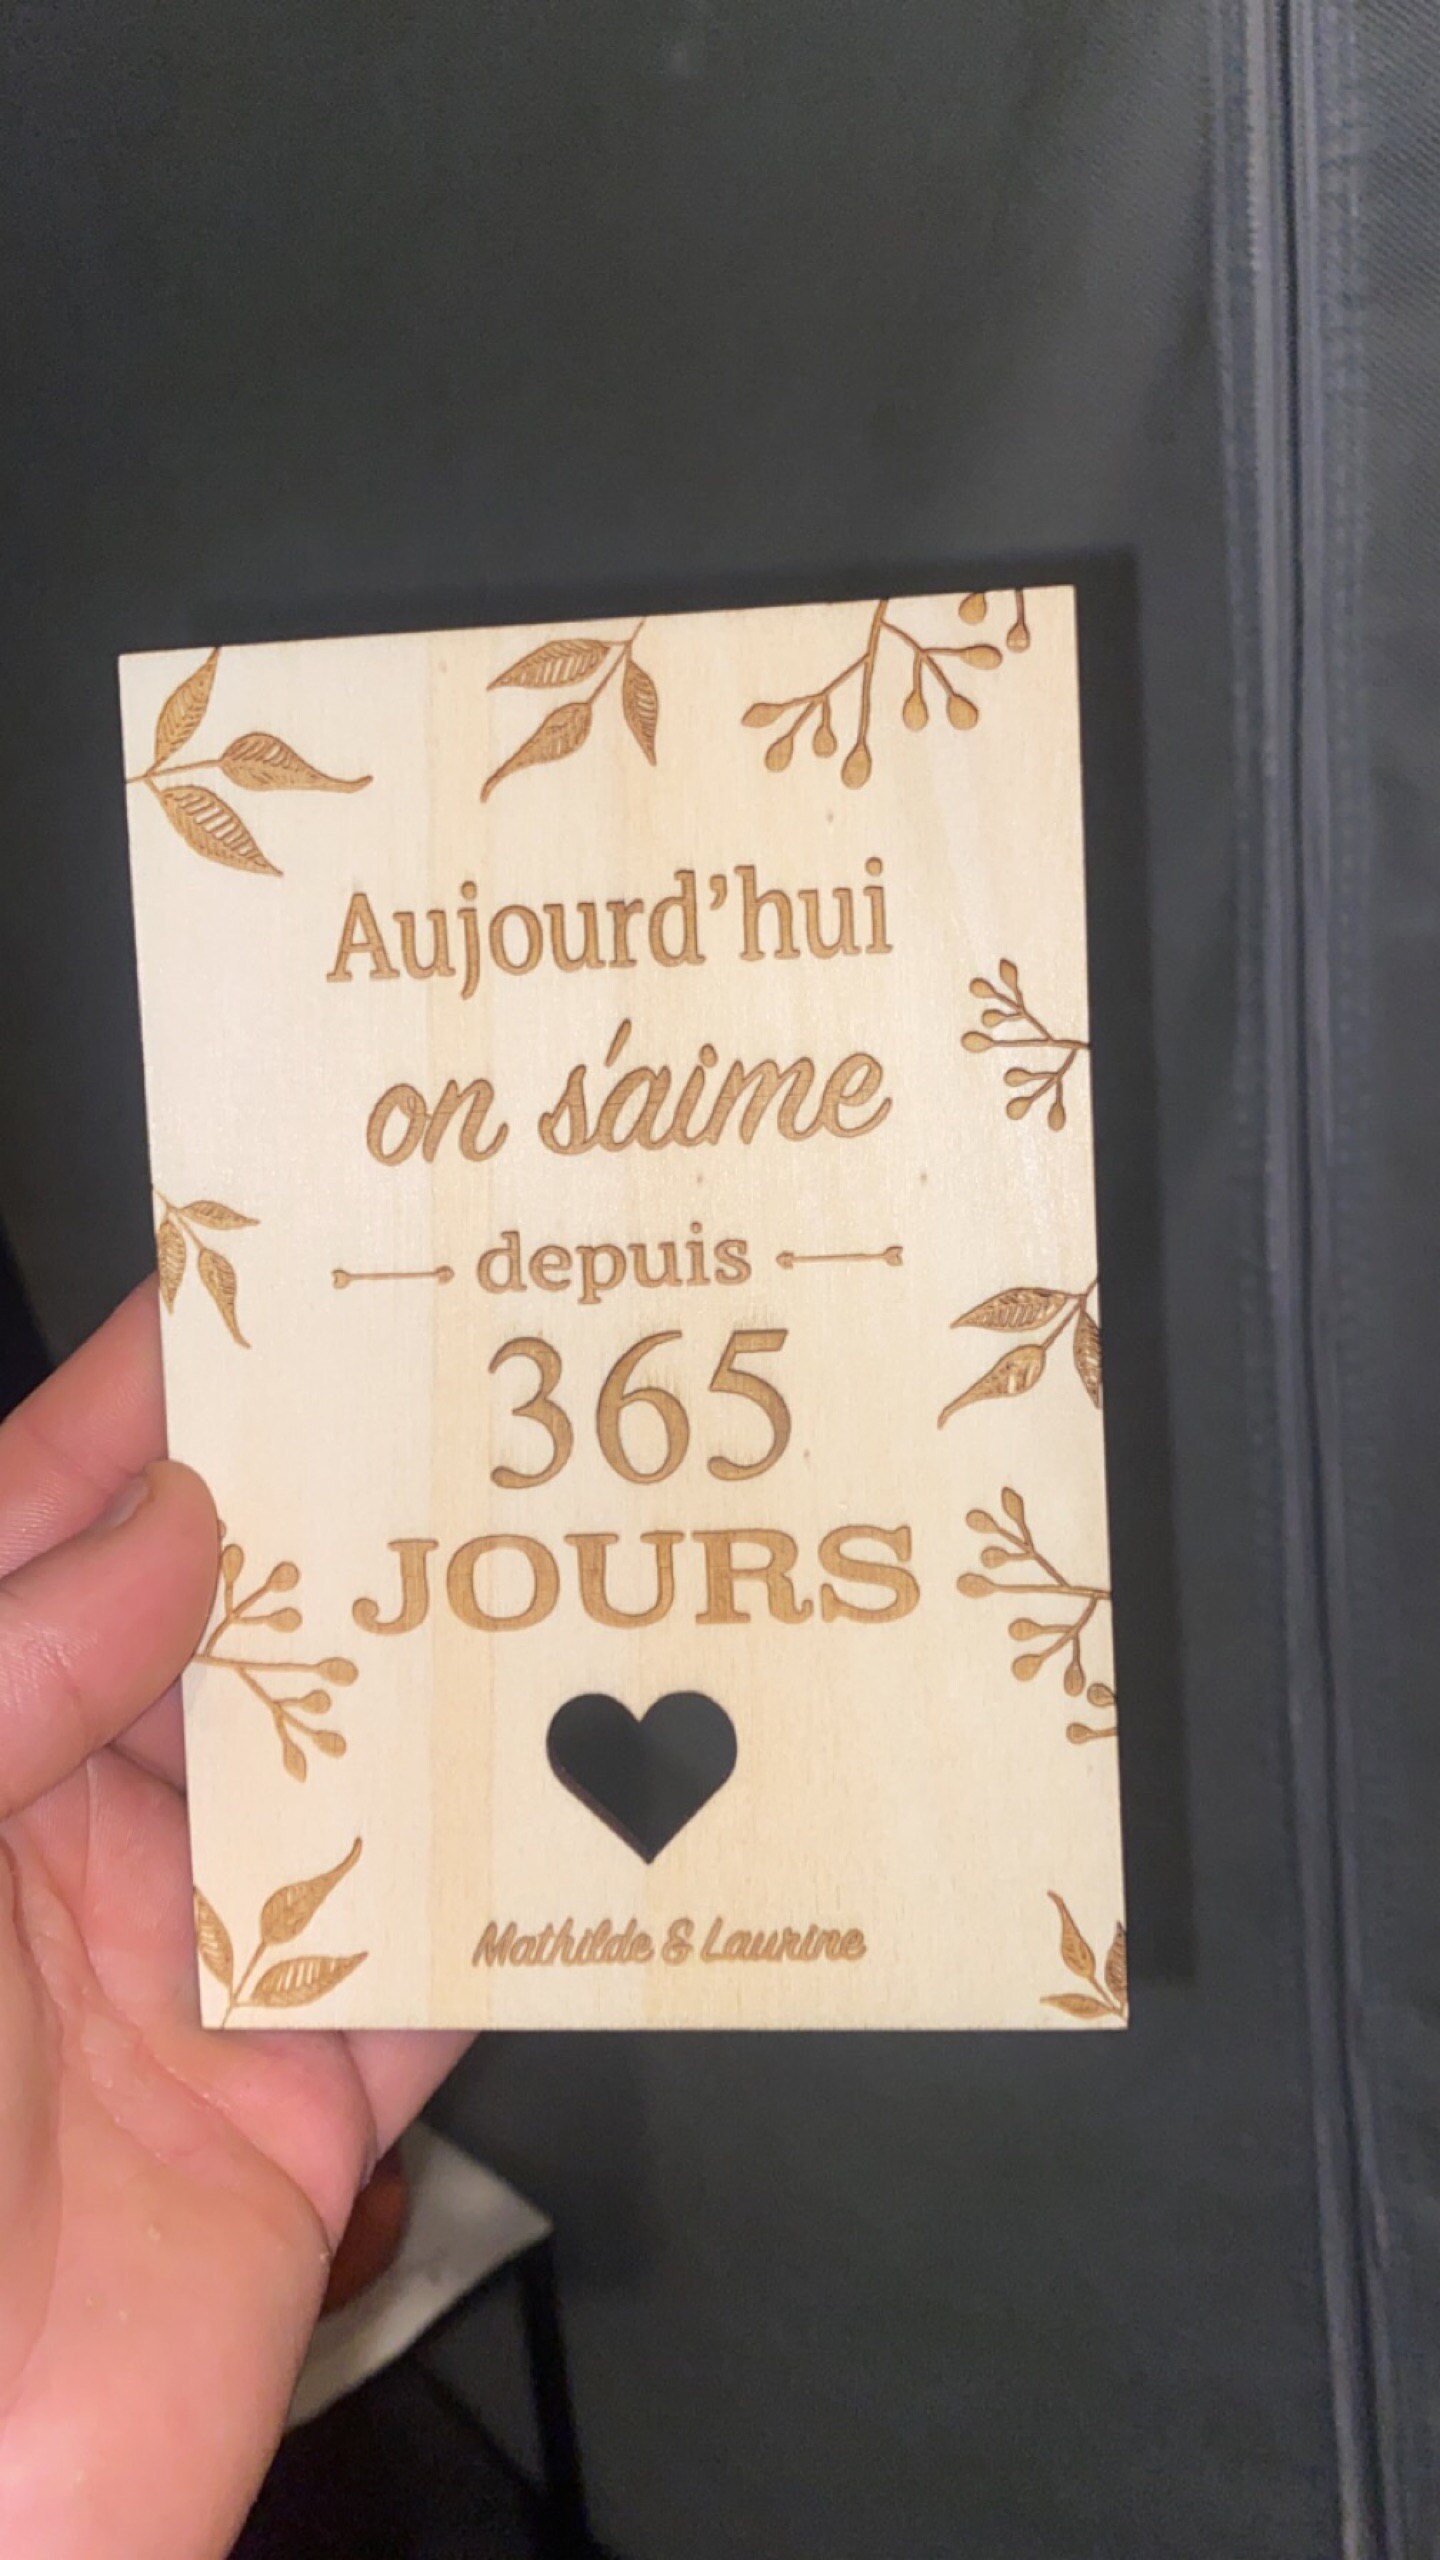 Aujourd’hui
on s'aime
depuis
365
JOURS
Mathilde & Laurine